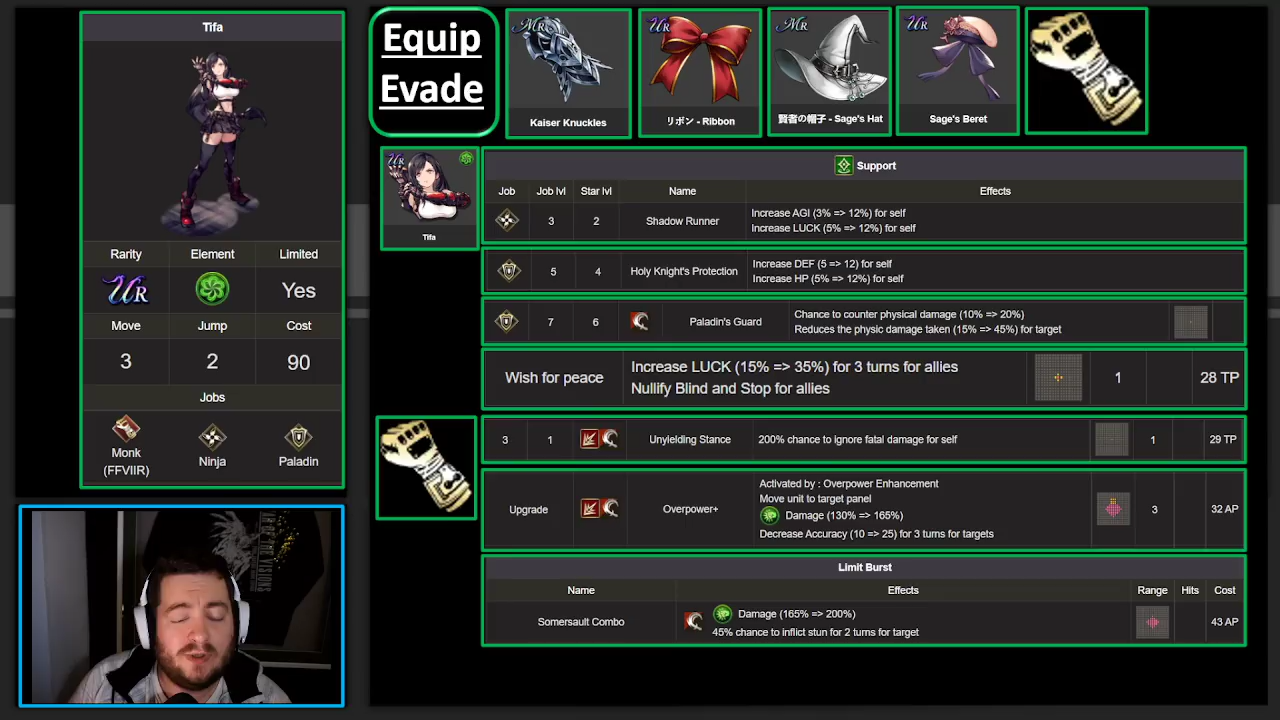 Tifa
Rarity Element Limited
UR Yes
Move Jump Cost
3 2 90
Jobs
Monk (FFVIIR) Ninja Paladin
Equip
Evade
MR UR MR UR
Kaiser Knuckles リボン - Ribbon 賢者の帽子 - Sage's Hat Sage's Beret
UR
Tifa
Support
Job Job lvl Star lvl Name Effects
3 2 Shadow Runner Increase AGI (3% => 12%) for self
Increase LUCK (5% => 12%) for self
5 4 Holy Knight's Protection Increase DEF (5 => 12) for self
Increase HP (5% => 12%) for self
7 6 Paladin's Guard Chance to counter physical damage (10% => 20%)
Reduces the physic damage taken (15% => 45%) for target
Wish for peace Increase LUCK (15% => 35%) for 3 turns for allies
Nullify Blind and Stop for allies
1 28 TP
3 1 Unyielding Stance 200% chance to ignore fatal damage for self 1 29 TP
Upgrade Overpower+ Activated by : Overpower Enhancement
Move unit to target panel
Damage (130% => 165%)
Decrease Accuracy (10 => 25) for 3 turns for targets
3 32 AP
Limit Burst
Name Effects Range Hits Cost
Somersault Combo Damage (165% => 200%)
45% chance to inflict stun for 2 turns for target
43 AP